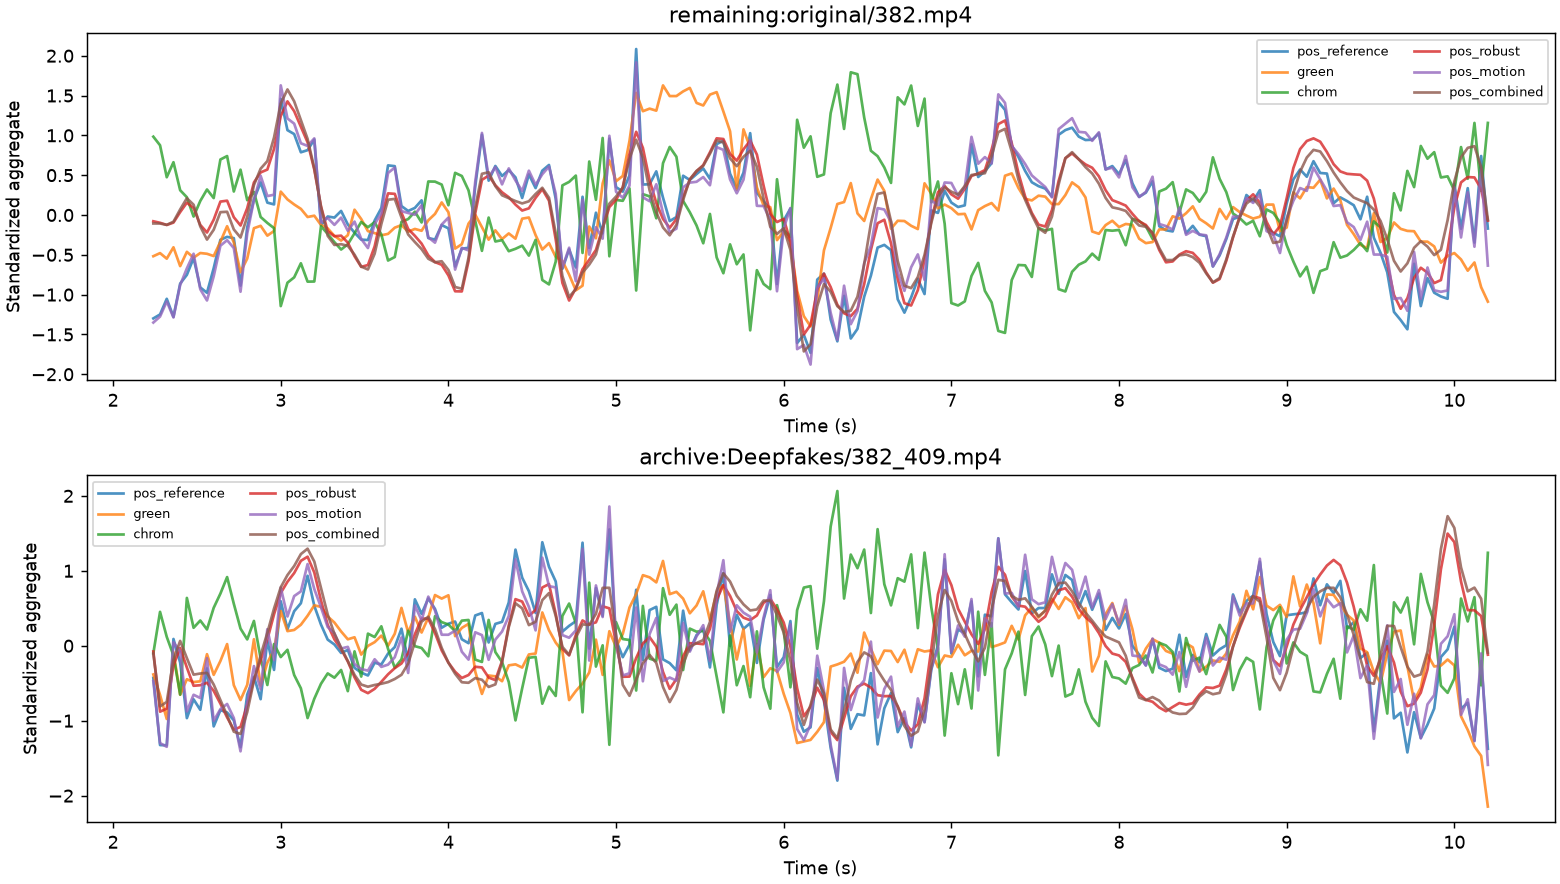 remaining:original/382.mp4
Standardized aggregate
2.0
1.5
1.0
0.5
0.0
−0.5
−1.0
−1.5
−2.0
pos_reference pos_robust
green pos_motion
chrom pos_combined
2 3 4 5 6 7 8 9 10
Time (s)
archive:Deepfakes/382_409.mp4
Standardized aggregate
2
1
0
−1
−2
pos_reference pos_robust
green pos_motion
chrom pos_combined
2 3 4 5 6 7 8 9 10
Time (s)